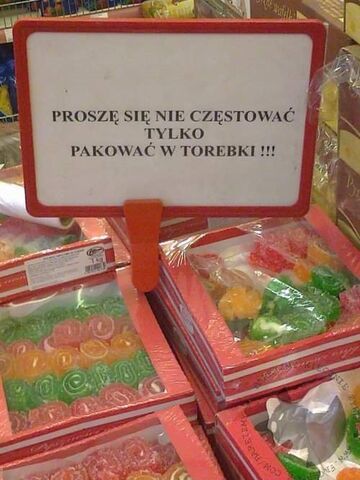 PROSZĘ SIĘ NIE CZĘSTOWAĆ
TYLKO
PAKOWAĆ W TOREBKI !!!